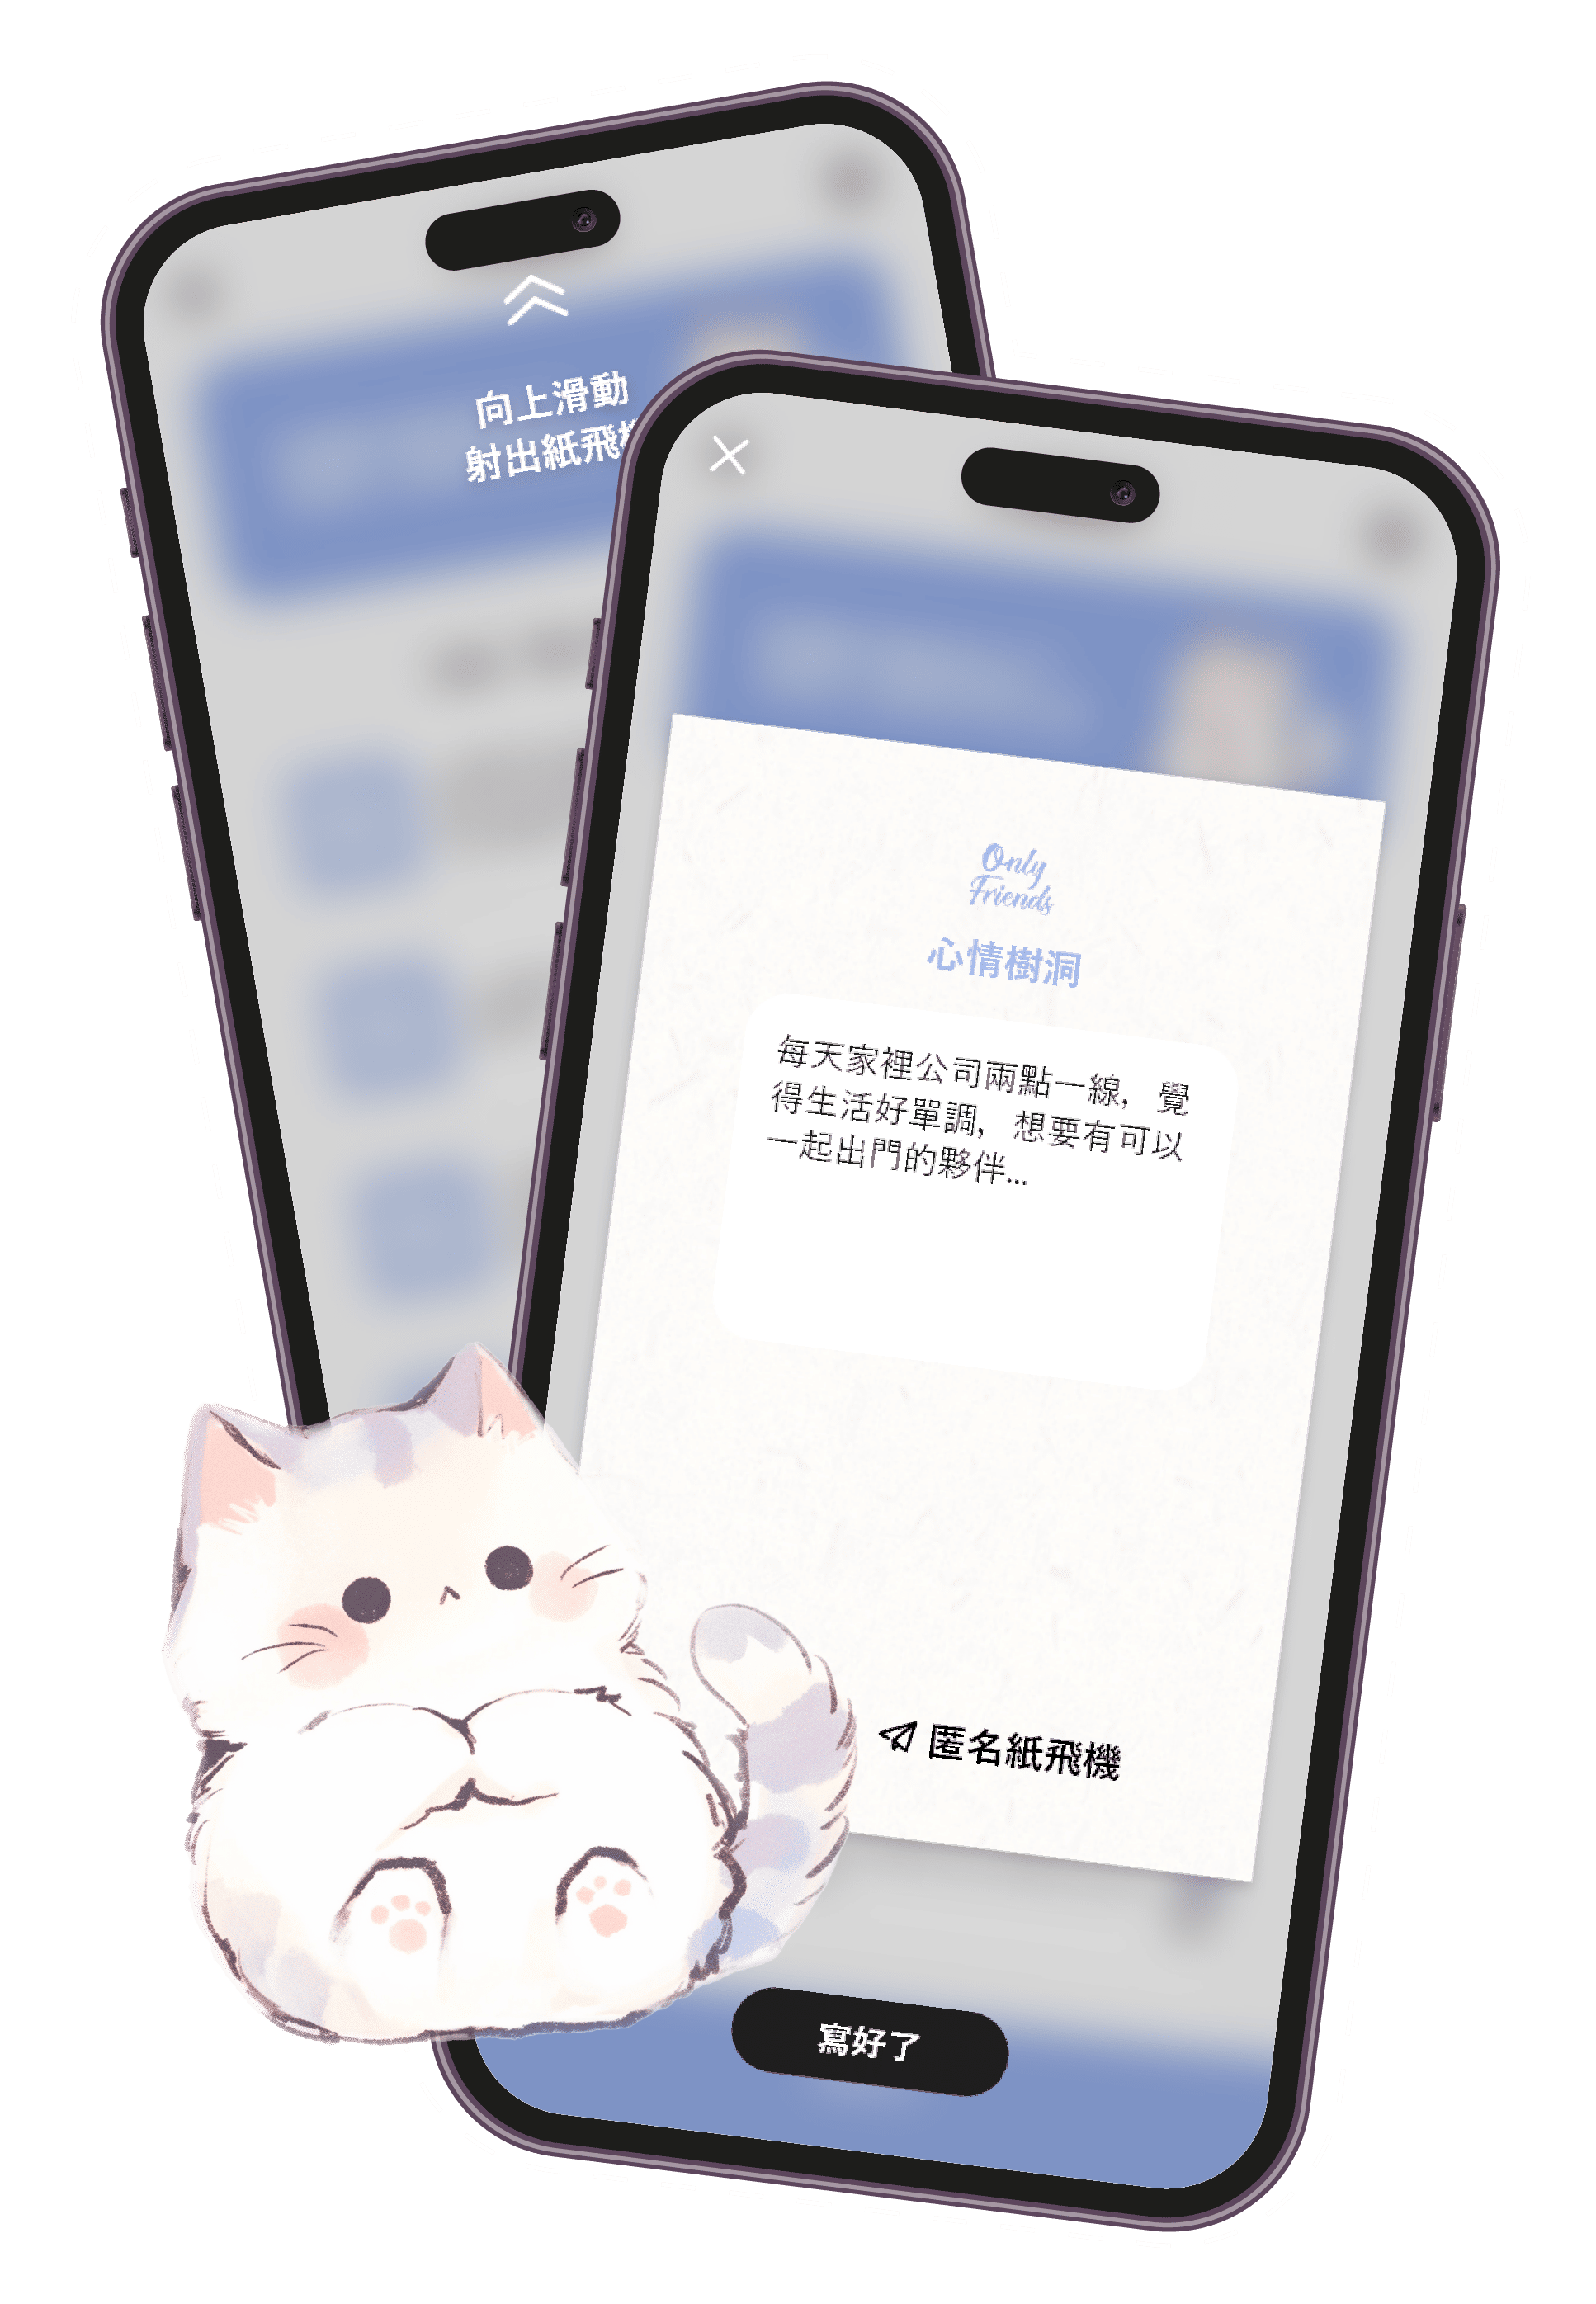 向上滑動
射出紙飛
Only
Friends
心情樹洞
每天家裡公司兩點一線，覺
得生活好單調，想要有可以
一起出門的夥伴...
匿名紙飛機
寫好了